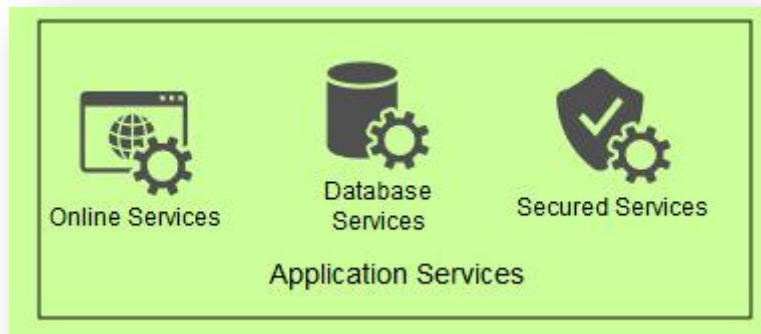 Online Services
Database
Services
Secured Services
Application Services